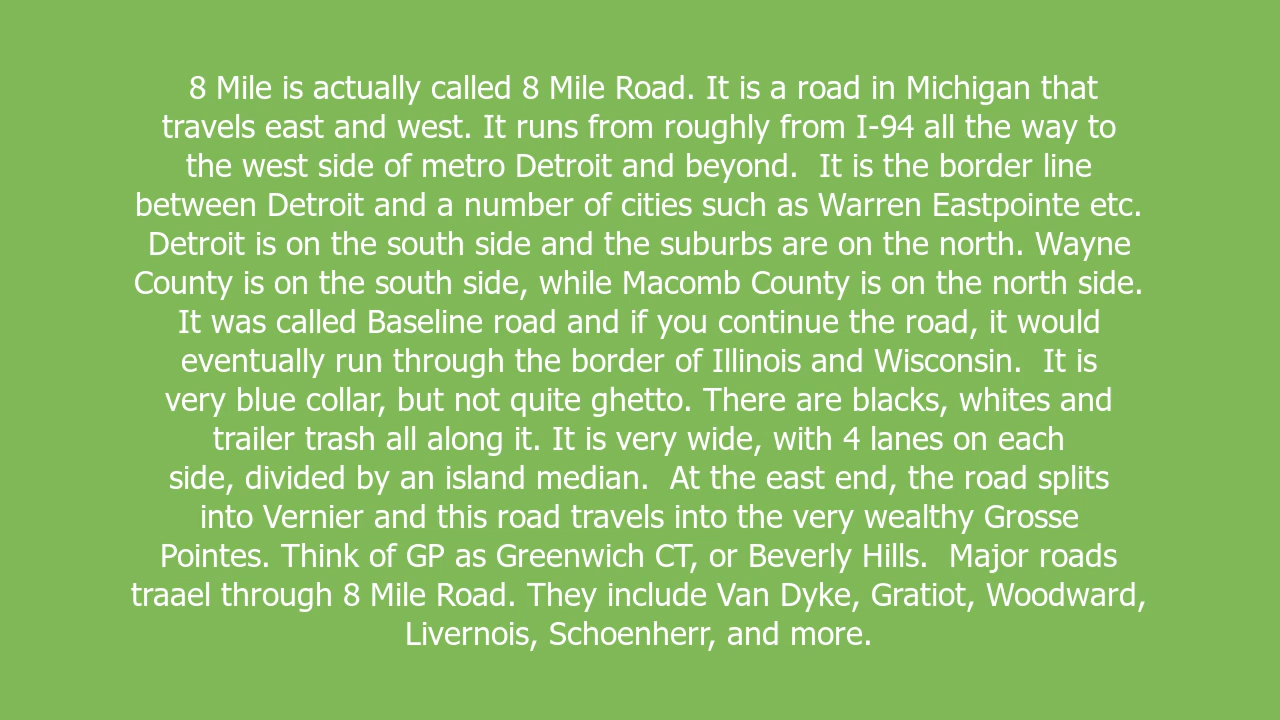 8 Mile is actually called 8 Mile Road. It is a road in Michigan that
travels east and west. It runs from roughly from I-94 all the way to
the west side of metro Detroit and beyond.  It is the border line
between Detroit and a number of cities such as Warren Eastpointe etc.
Detroit is on the south side and the suburbs are on the north. Wayne
County is on the south side, while Macomb County is on the north side.
It was called Baseline road and if you continue the road, it would
eventually run through the border of Illinois and Wisconsin.  It is
very blue collar, but not quite ghetto. There are blacks, whites and
trailer trash all along it. It is very wide, with 4 lanes on each
side, divided by an island median.  At the east end, the road splits
into Vernier and this road travels into the very wealthy Grosse
Pointes. Think of GP as Greenwich CT, or Beverly Hills.  Major roads
traael through 8 Mile Road. They include Van Dyke, Gratiot, Woodward,
Livernois, Schoenherr, and more.